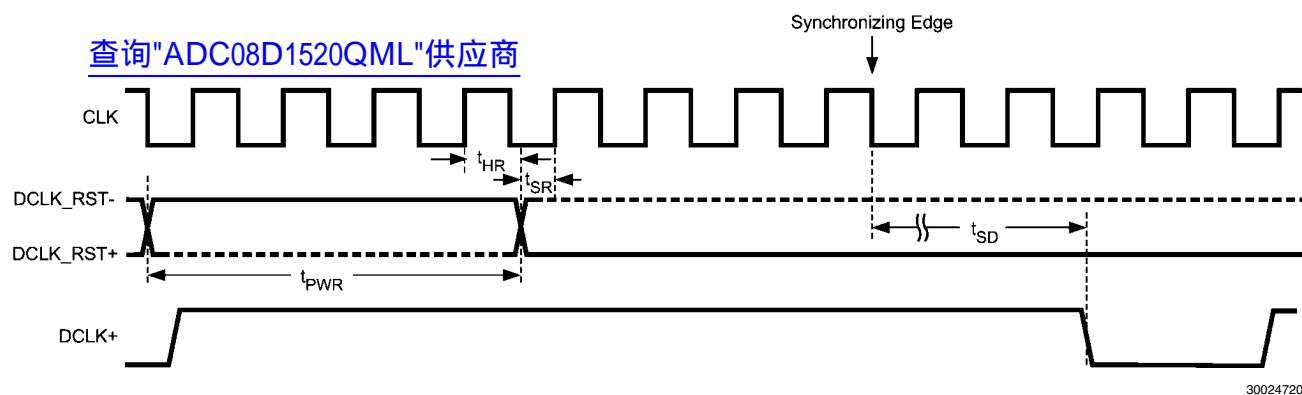 Synchronizing Edge
查询"ADC08D1520QML"供应商
CLK
tHR
tSR
DCLK_RST-
tSD
DCLK_RST+
tPWR
DCLK+
30024720